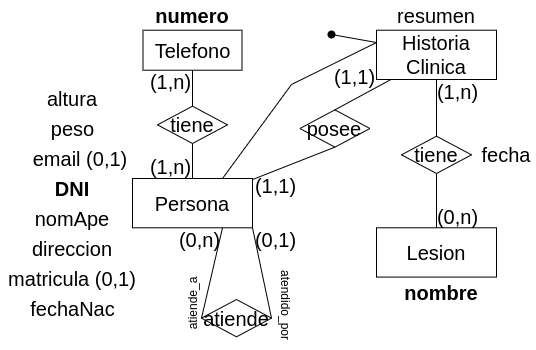 numero
resumen
Telefono
Historia
Clinica
(1,n)
(1,1)
(1,n)
altura
tiene
posee
peso
tiene
fecha
email (0,1)
(1,n)
DNI
(1,1)
Persona
nomApe
(0,n)
(0,n)
(0,1)
direccion
Lesion
matricula (0,1)
nombre
fechaNac
atiende_a
atiende
atendido_por